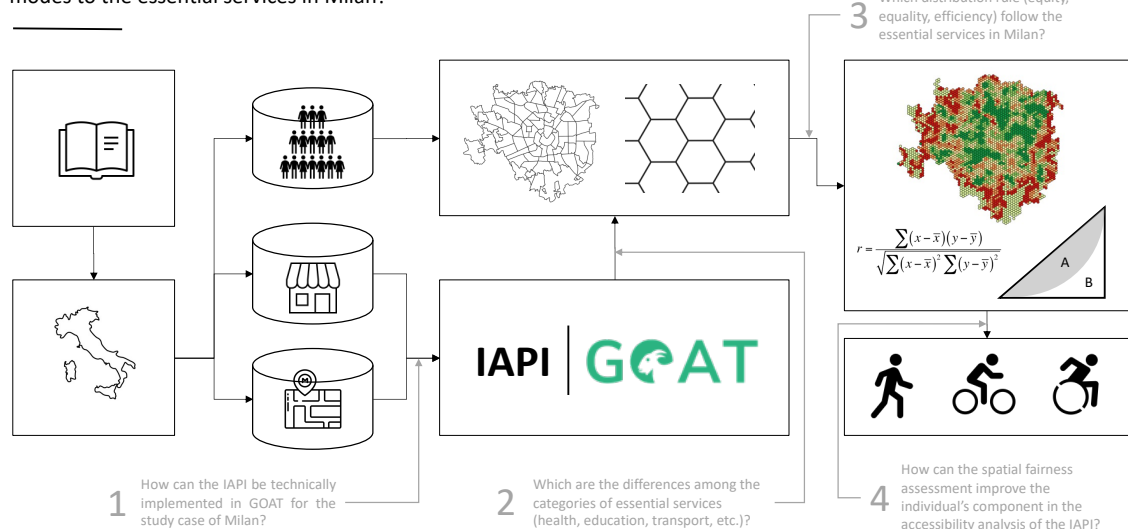 modes to the essential services in Milan?
3
Which distribution rule (equity,
equality, efficiency) follow the
essential services in Milan?
M
r = ∑(x−x̅)(y−y̅) / √∑(x−x̅)² ∑(y−y̅)²
A
B
IAPI | GOAT
1
How can the IAPI be technically
implemented in GOAT for the
study case of Milan?
2
Which are the differences among the
categories of essential services
(health, education, transport, etc.)?
4
How can the spatial fairness
assessment improve the
individual's component in the
accessibility analysis of the IAPI?